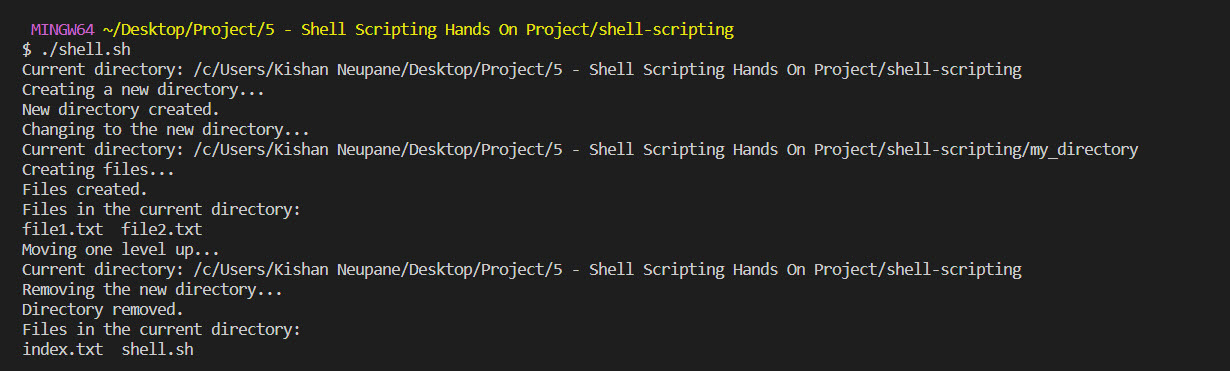 MINGW64 ~/Desktop/Project/5 - Shell Scripting Hands On Project/shell-scripting
$ ./shell.sh
Current directory: /c/Users/Kishan Neupane/Desktop/Project/5 - Shell Scripting Hands On Project/shell-scripting
Creating a new directory...
New directory created.
Changing to the new directory...
Current directory: /c/Users/Kishan Neupane/Desktop/Project/5 - Shell Scripting Hands On Project/shell-scripting/my_directory
Creating files...
Files created.
Files in the current directory:
file1.txt  file2.txt
Moving one level up...
Current directory: /c/Users/Kishan Neupane/Desktop/Project/5 - Shell Scripting Hands On Project/shell-scripting
Removing the new directory...
Directory removed.
Files in the current directory:
index.txt  shell.sh